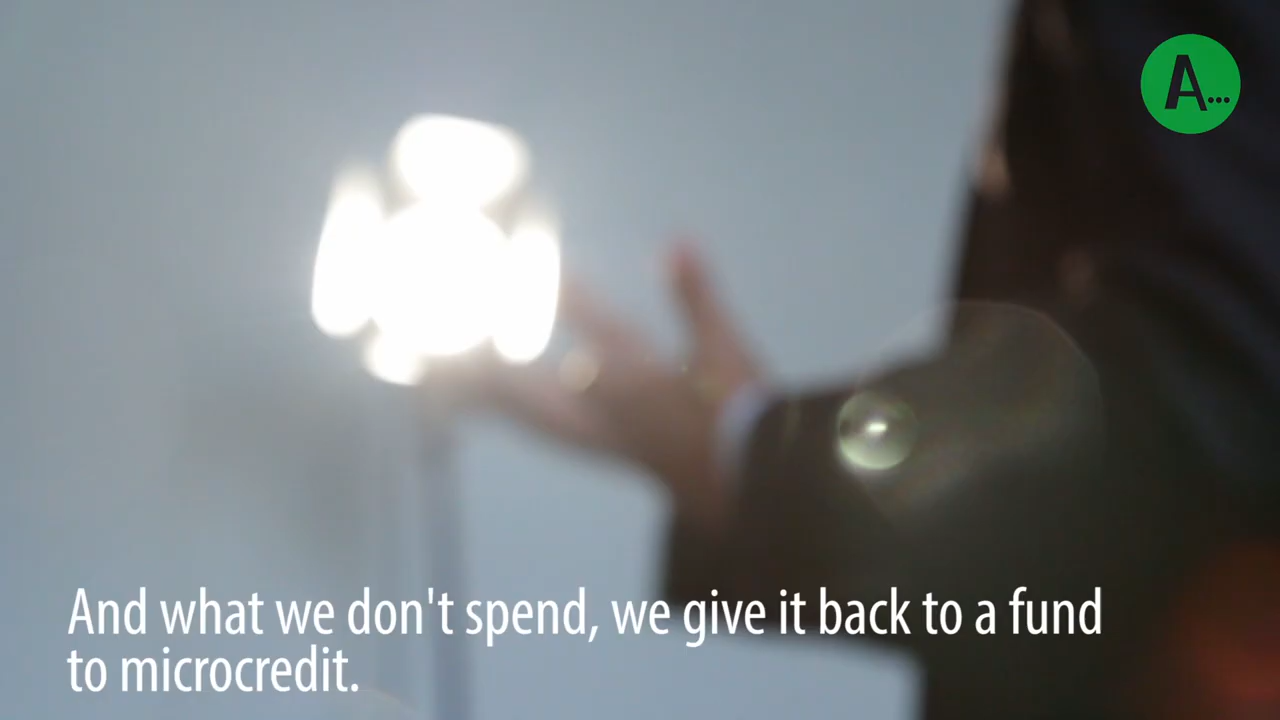 A...
And what we don't spend, we give it back to a fund
to microcredit.